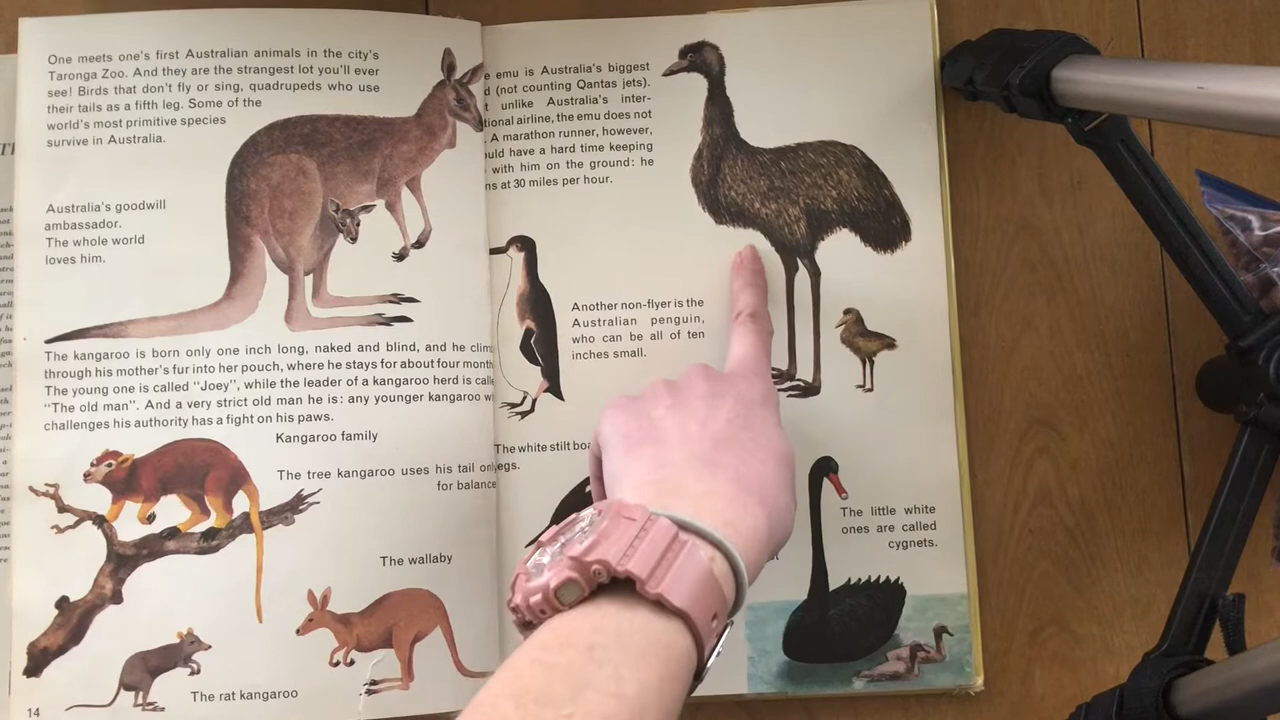 One meets one's first Australian animals in the city's
Taronga Zoo. And they are the strangest lot you'll ever
see! Birds that don't fly or sing, quadrupeds who use
their tails as a fifth leg. Some of the
world's most primitive species
survive in Australia.
Australia's goodwill
ambassador.
The whole world
loves him.
The kangaroo is born only one inch long, naked and blind, and he
through his mother's fur into her pouch, where he stays for about four
The young one is called "Joey", while the leader of a kangaroo herd is
"The old man". And a very strict old man he is: any younger kangaroo
challenges his authority has a fight on his paws.
Kangaroo family
The tree kangaroo uses his tail only
for balance
The wallaby
The rat kangaroo
14
emu is Australia's biggest
(not counting Qantas jets).
unlike Australia's inter-
airline, the emu does not
A marathon runner, however,
have a hard time keeping
with him on the ground: he
at 30 miles per hour.
Another non-flyer is the
Australian penguin,
who can be all of ten
inches small.
The white stilt
The little white
ones are called
cygnets.